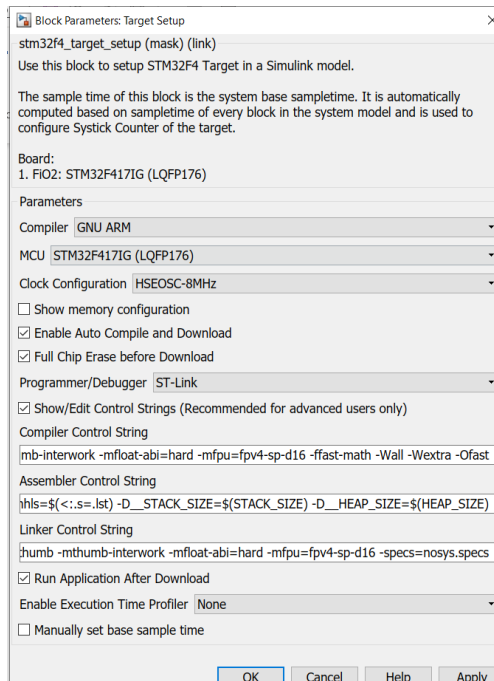 Block Parameters: Target Setup
stm32f4_target_setup (mask) (link)
Use this block to setup STM32F4 Target in a Simulink model.
The sample time of this block is the system base sampletime. It is automatically
computed based on sampletime of every block in the system model and is used to
configure Systick Counter of the target.
Board:
1. FiO2: STM32F417IG (LQFP176)
Parameters
Compiler GNU ARM
MCU STM32F417IG (LQFP176)
Clock Configuration HSEOSC-8MHz
Show memory configuration
Enable Auto Compile and Download
Full Chip Erase before Download
Programmer/Debugger ST-Link
Show/Edit Control Strings (Recommended for advanced users only)
Compiler Control String
mb-interwork -mfloat-abi=hard -mfpu=fpv4-sp-d16 -ffast-math -Wall -Wextra -Ofast
Assembler Control String
hls=$(<:.s=.lst) -D__STACK_SIZE=$(STACK_SIZE) -D__HEAP_SIZE=$(HEAP_SIZE)
Linker Control String
humb -mthumb-interwork -mfloat-abi=hard -mfpu=fpv4-sp-d16 -specs=nosys.specs
Run Application After Download
Enable Execution Time Profiler None
Manually set base sample time
OK Cancel Help Apply